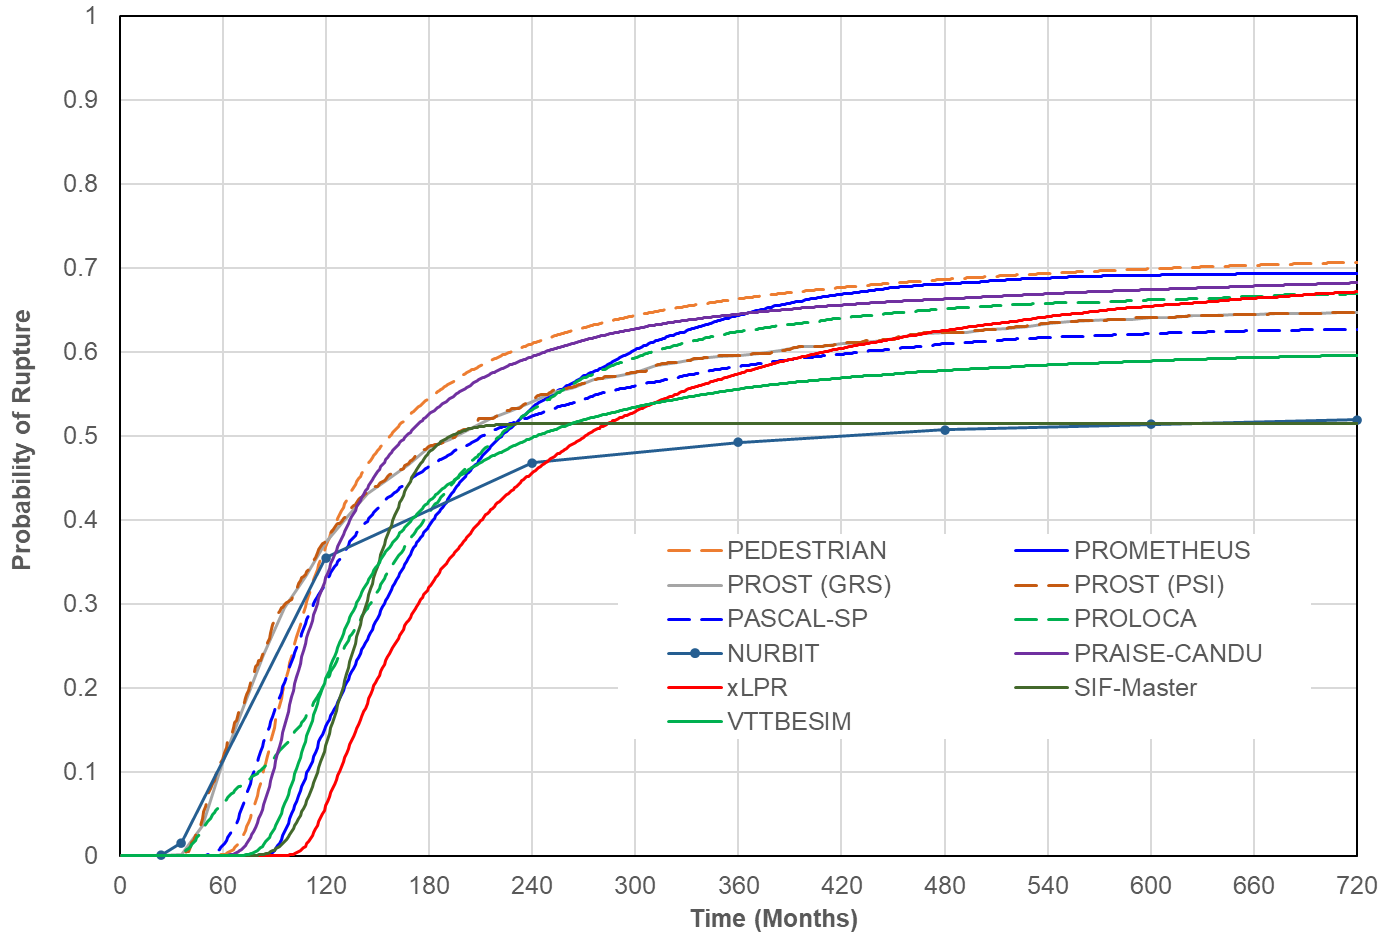 1
0.9
0.8
0.7
0.6
0.5
0.4
0.3
0.2
0.1
0
Probability of Rupture
PEDESTRIAN PROMETHEUS
PROST (GRS) PROST (PSI)
PASCAL-SP PROLOCA
NURBIT PRAISE-CANDU
xLPR SIF-Master
VTTBESIM
0 60 120 180 240 300 360 420 480 540 600 660 720
Time (Months)